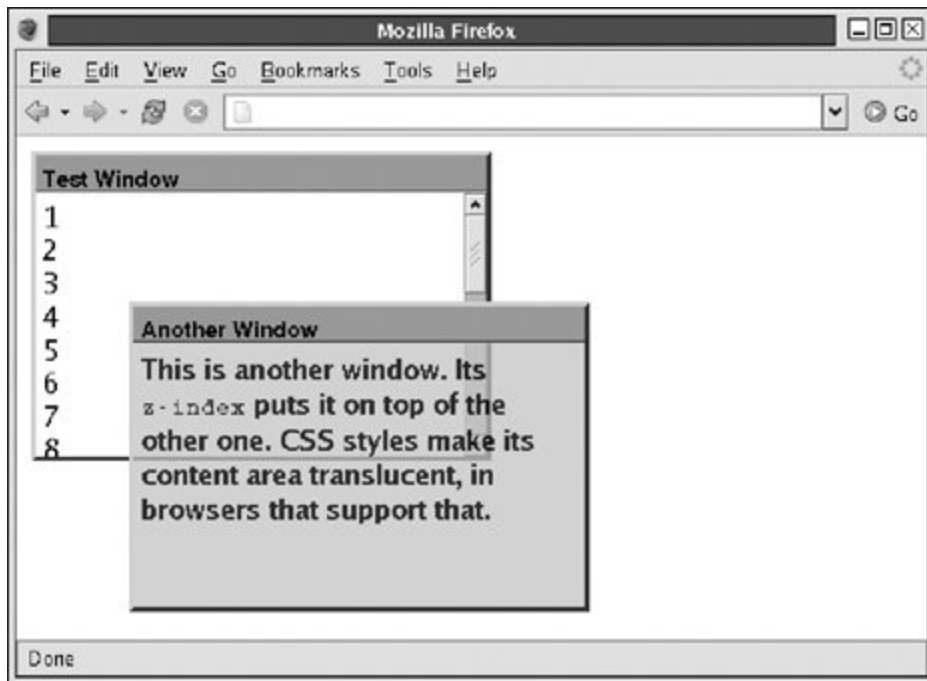 Mozilla Firefox
File Edit View Go Bookmarks Tools Help
Go
Test Window
1
2
3
4
5
6
7
8
Another Window
This is another window. Its
z-index puts it on top of the
other one. CSS styles make its
content area translucent, in
browsers that support that.
Done